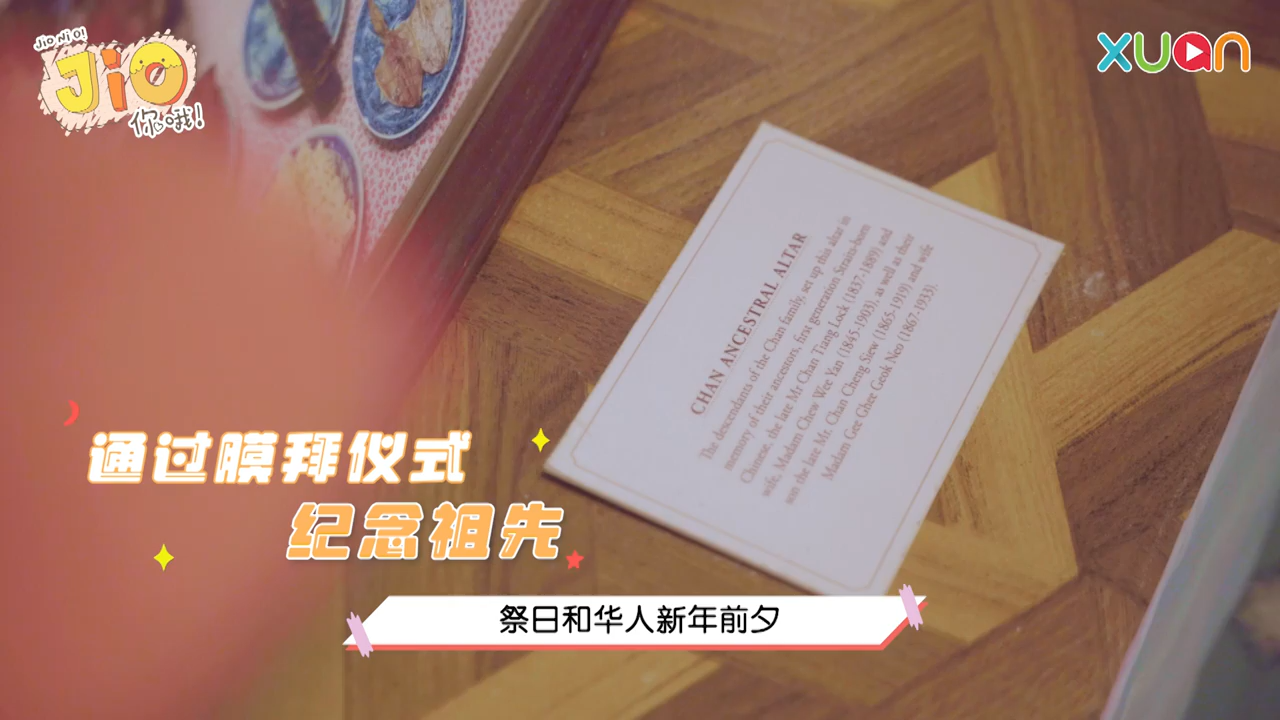 Jio Ni O!
JiO
你哦!
XUAN
CHAN ANCESTRAL ALTAR
The descendants of the Chan family, set up this altar in
memory of their ancestors, first generation Straits-born
Chinese, the late Mr Chan Tiang Lock (1837-1889) and
wife, Madam Chew Wee Yan (1845-1903), as well as their
son the late Mr. Chan Cheng Siew (1865-1919) and wife
Madam Gee Ghee Geok Neo (1867-1933).
通过膜拜仪式
纪念祖先
祭日和华人新年前夕